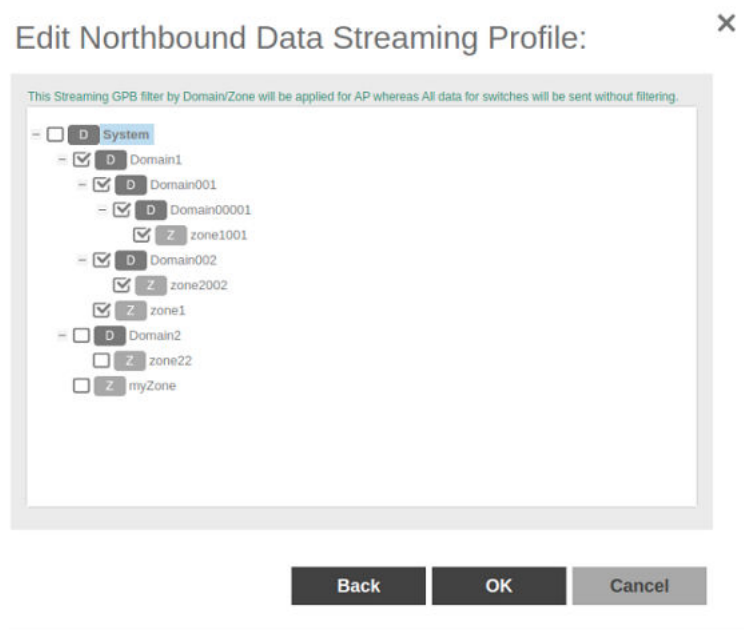 Edit Northbound Data Streaming Profile:
This Streaming GPB filter by Domain/Zone will be applied for AP whereas All data for switches will be sent without filtering.
D System
D Domain1
D Domain001
D Domain00001
Z zone1001
D Domain002
Z zone2002
Z zone1
D Domain2
Z zone22
Z myZone
Back OK Cancel